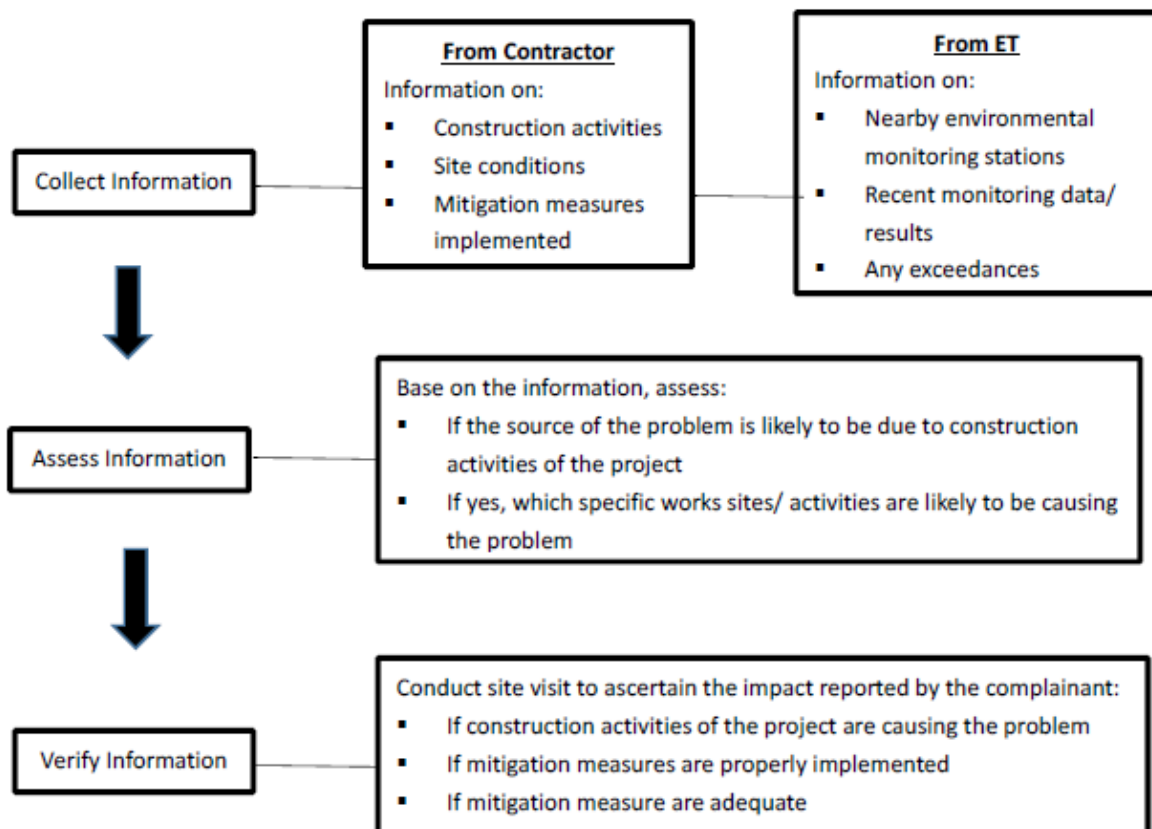 From Contractor
Information on:
▪ Construction activities
▪ Site conditions
▪ Mitigation measures
implemented
From ET
Information on:
▪ Nearby environmental
monitoring stations
▪ Recent monitoring data/
results
▪ Any exceedances
Collect Information
Base on the information, assess:
▪ If the source of the problem is likely to be due to construction
activities of the project
▪ If yes, which specific works sites/ activities are likely to be causing
the problem
Assess Information
Conduct site visit to ascertain the impact reported by the complainant:
▪ If construction activities of the project are causing the problem
▪ If mitigation measures are properly implemented
▪ If mitigation measure are adequate
Verify Information